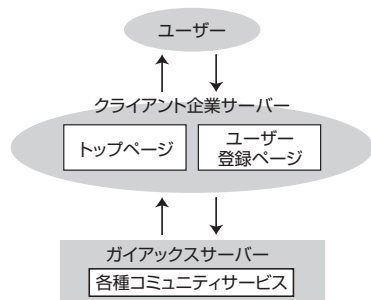 ユーザー
クライアント企業サーバー
トップページ
ユーザー
登録ページ
ガイアックスサーバー
各種コミュニティサービス